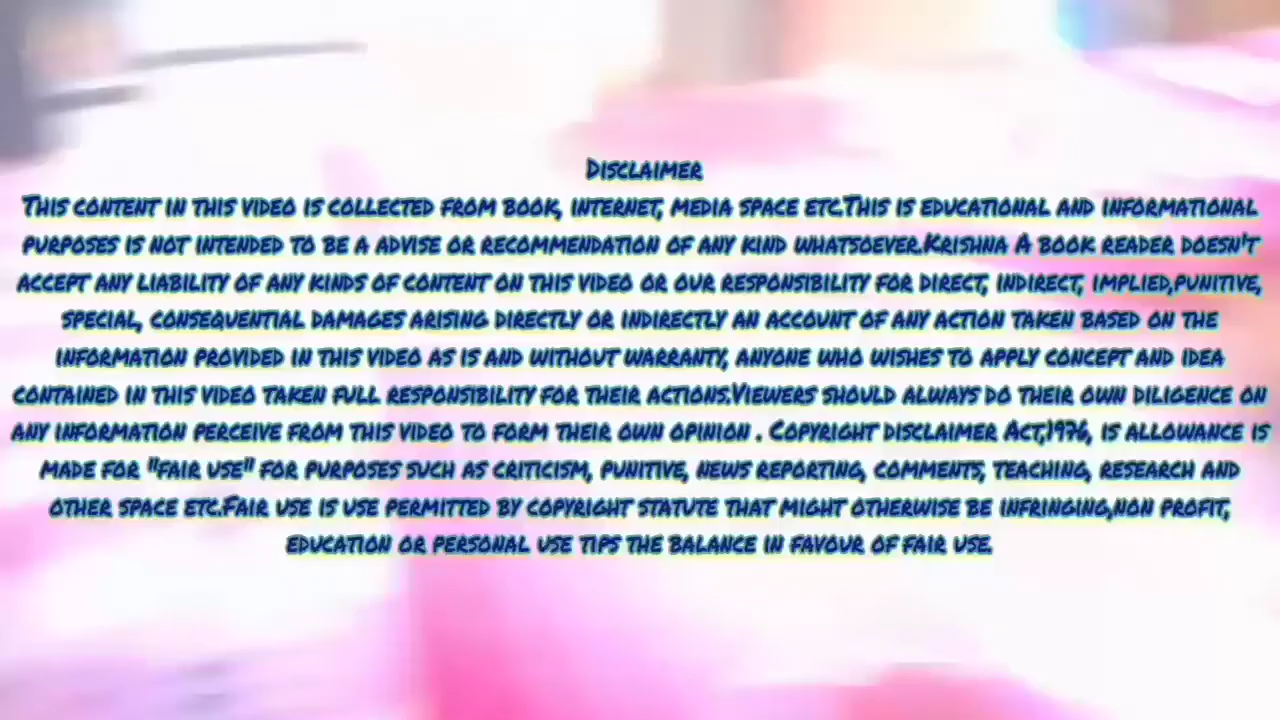 Disclaimer
This content in this video is collected from book, internet, media space etc.This is educational and informational
purposes is not intended to be a advise or recommendation of any kind whatsoever.Krishna A book reader doesn't
accept any liability of any kinds of content on this video or our responsibility for direct, indirect, implied,punitive,
special, consequential damages arising directly or indirectly an account of any action taken based on the
information provided in this video as is and without warranty, anyone who wishes to apply concept and idea
contained in this video taken full responsibility for their actions.Viewers should always do their own diligence on
any information perceive from this video to form their own opinion . Copyright disclaimer Act,1976, is allowance is
made for "fair use" for purposes such as criticism, punitive, news reporting, comments, teaching, research and
other space etc.Fair use is use permitted by copyright statute that might otherwise be infringing,non profit,
education or personal use tips the balance in favour of fair use.